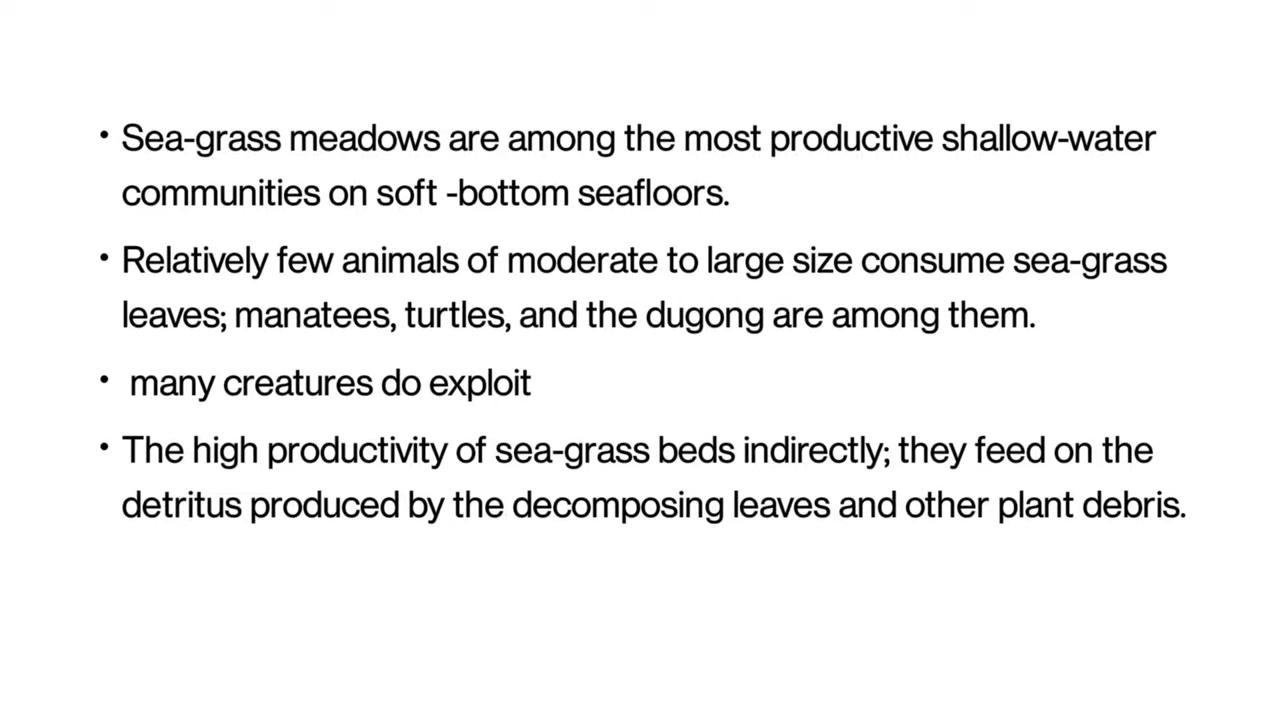 • Sea-grass meadows are among the most productive shallow-water
communities on soft -bottom seafloors.
• Relatively few animals of moderate to large size consume sea-grass
leaves; manatees, turtles, and the dugong are among them.
• many creatures do exploit
• The high productivity of sea-grass beds indirectly; they feed on the
detritus produced by the decomposing leaves and other plant debris.